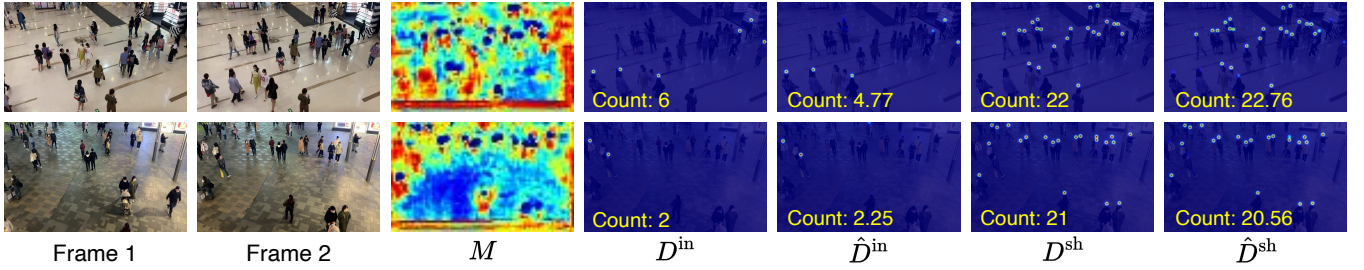 Count: 6
Count: 4.77
Count: 22
Count: 22.76
Count: 2
Count: 2.25
Count: 21
Count: 20.56
Frame 1
Frame 2
M
D^in
D̂^in
D^sh
D̂^sh